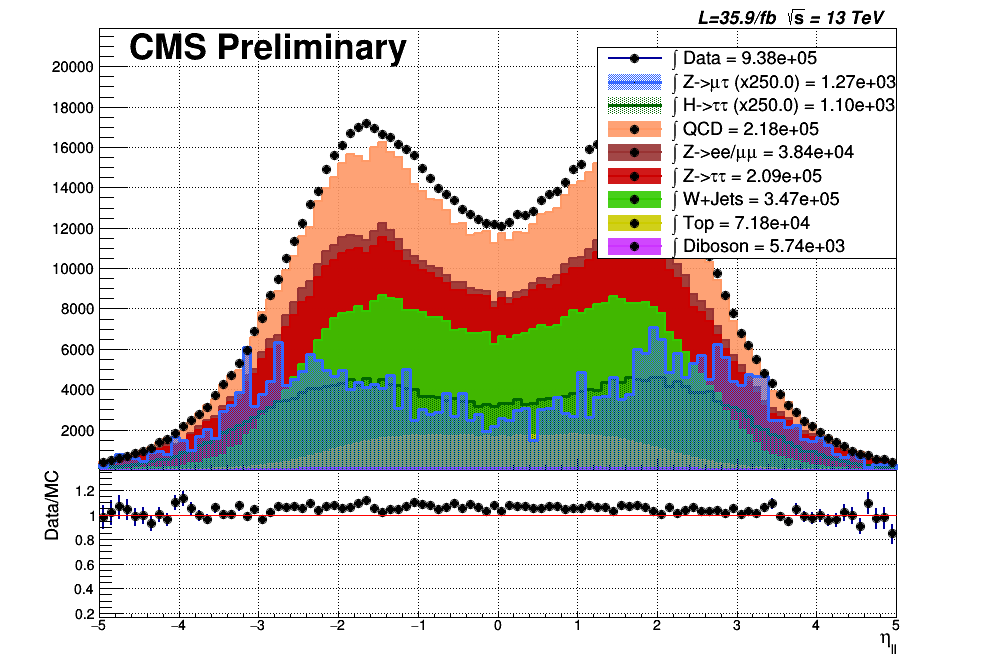 L=35.9/fb √s = 13 TeV
CMS Preliminary
∫ Data = 9.38e+05
∫ Z->μτ (x250.0) = 1.27e+03
∫ H->ττ (x250.0) = 1.10e+03
∫ QCD = 2.18e+05
∫ Z->ee/μμ = 3.84e+04
∫ Z->ττ = 2.09e+05
∫ W+Jets = 3.47e+05
∫ Top = 7.18e+04
∫ Diboson = 5.74e+03
20000
18000
16000
14000
12000
10000
8000
6000
4000
2000
Data/MC
1.2
1
0.8
0.6
0.4
0.2
−5 −4 −3 −2 −1 0 1 2 3 4 5
η_ll